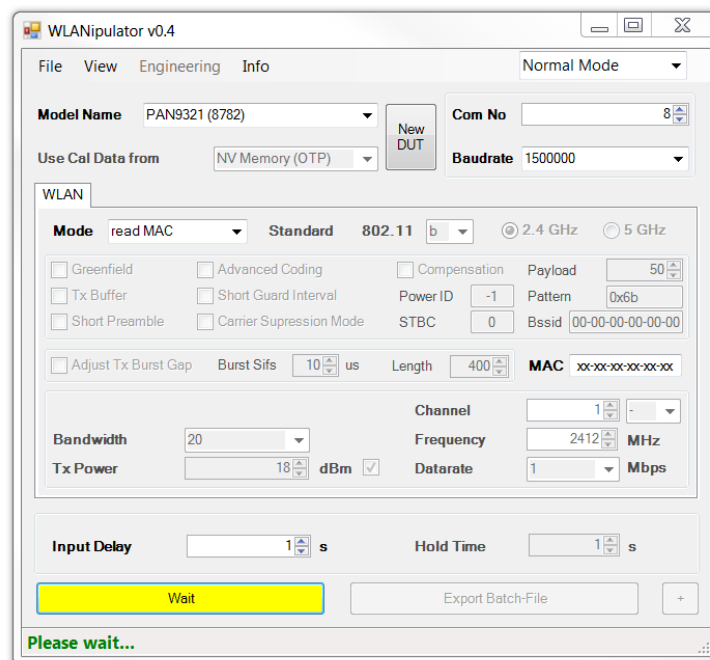 WLANipulator v0.4
File View Engineering Info Normal Mode
Model Name PAN9321 (8782) New DUT Com No 8
Use Cal Data from NV Memory (OTP) Baudrate 1500000
WLAN
Mode read MAC Standard 802.11 b 2.4 GHz 5 GHz
Greenfield Advanced Coding Compensation Payload 50
Tx Buffer Short Guard Interval Power ID -1 Pattern 0x6b
Short Preamble Carrier Supression Mode STBC 0 Bssid 00-00-00-00-00-00
Adjust Tx Burst Gap Burst Sifs 10 us Length 400 MAC xx-xx-xx-xx-xx-xx
Channel 1 -
Bandwidth 20 Frequency 2412 MHz
Tx Power 18 dBm Datarate 1 Mbps
Input Delay 1 s Hold Time 1 s
Wait Export Batch-File +
Please wait...